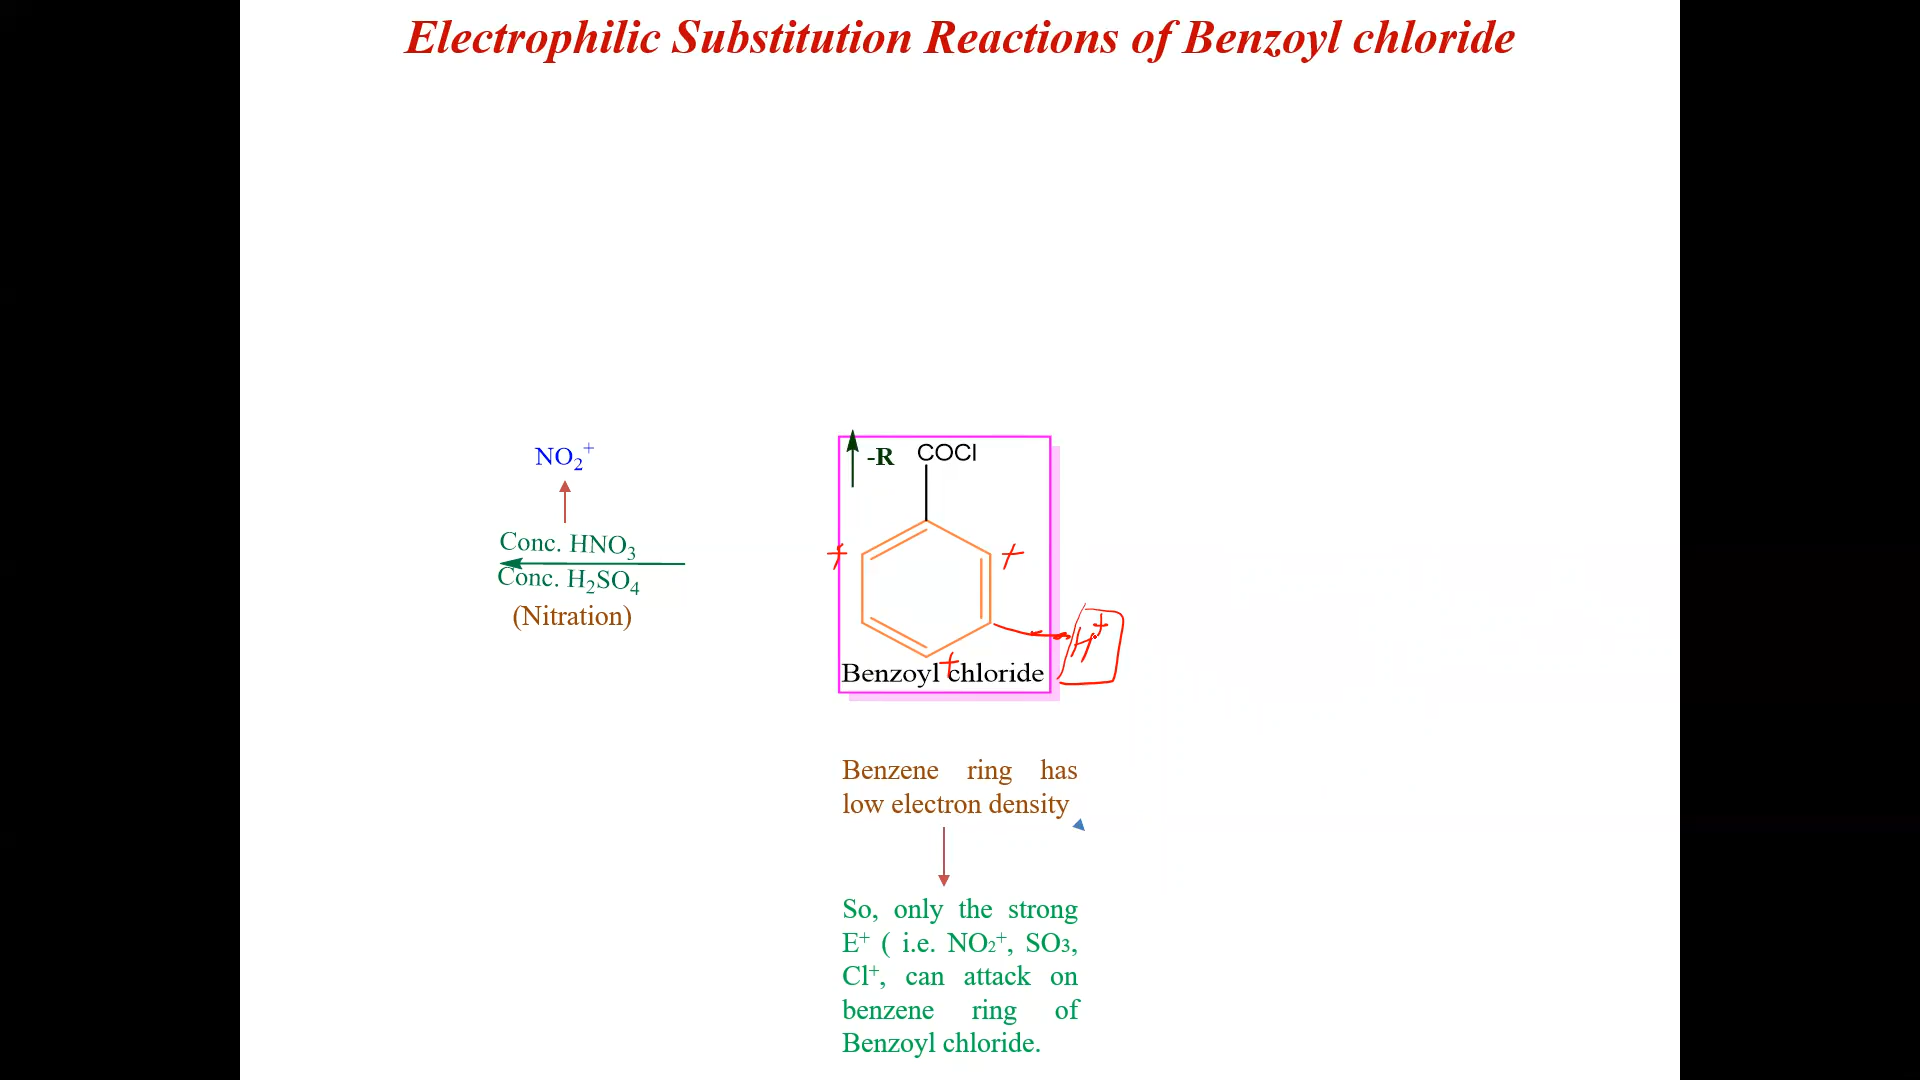 Electrophilic Substitution Reactions of Benzoyl chloride
NO₂⁺
Conc. HNO₃
Conc. H₂SO₄
(Nitration)
-R
COCl
+
+
H⁺
+
Benzoyl chloride
Benzene ring has
low electron density
So, only the strong
E⁺ ( i.e. NO₂⁺, SO₃,
Cl⁺, can attack on
benzene ring of
Benzoyl chloride.